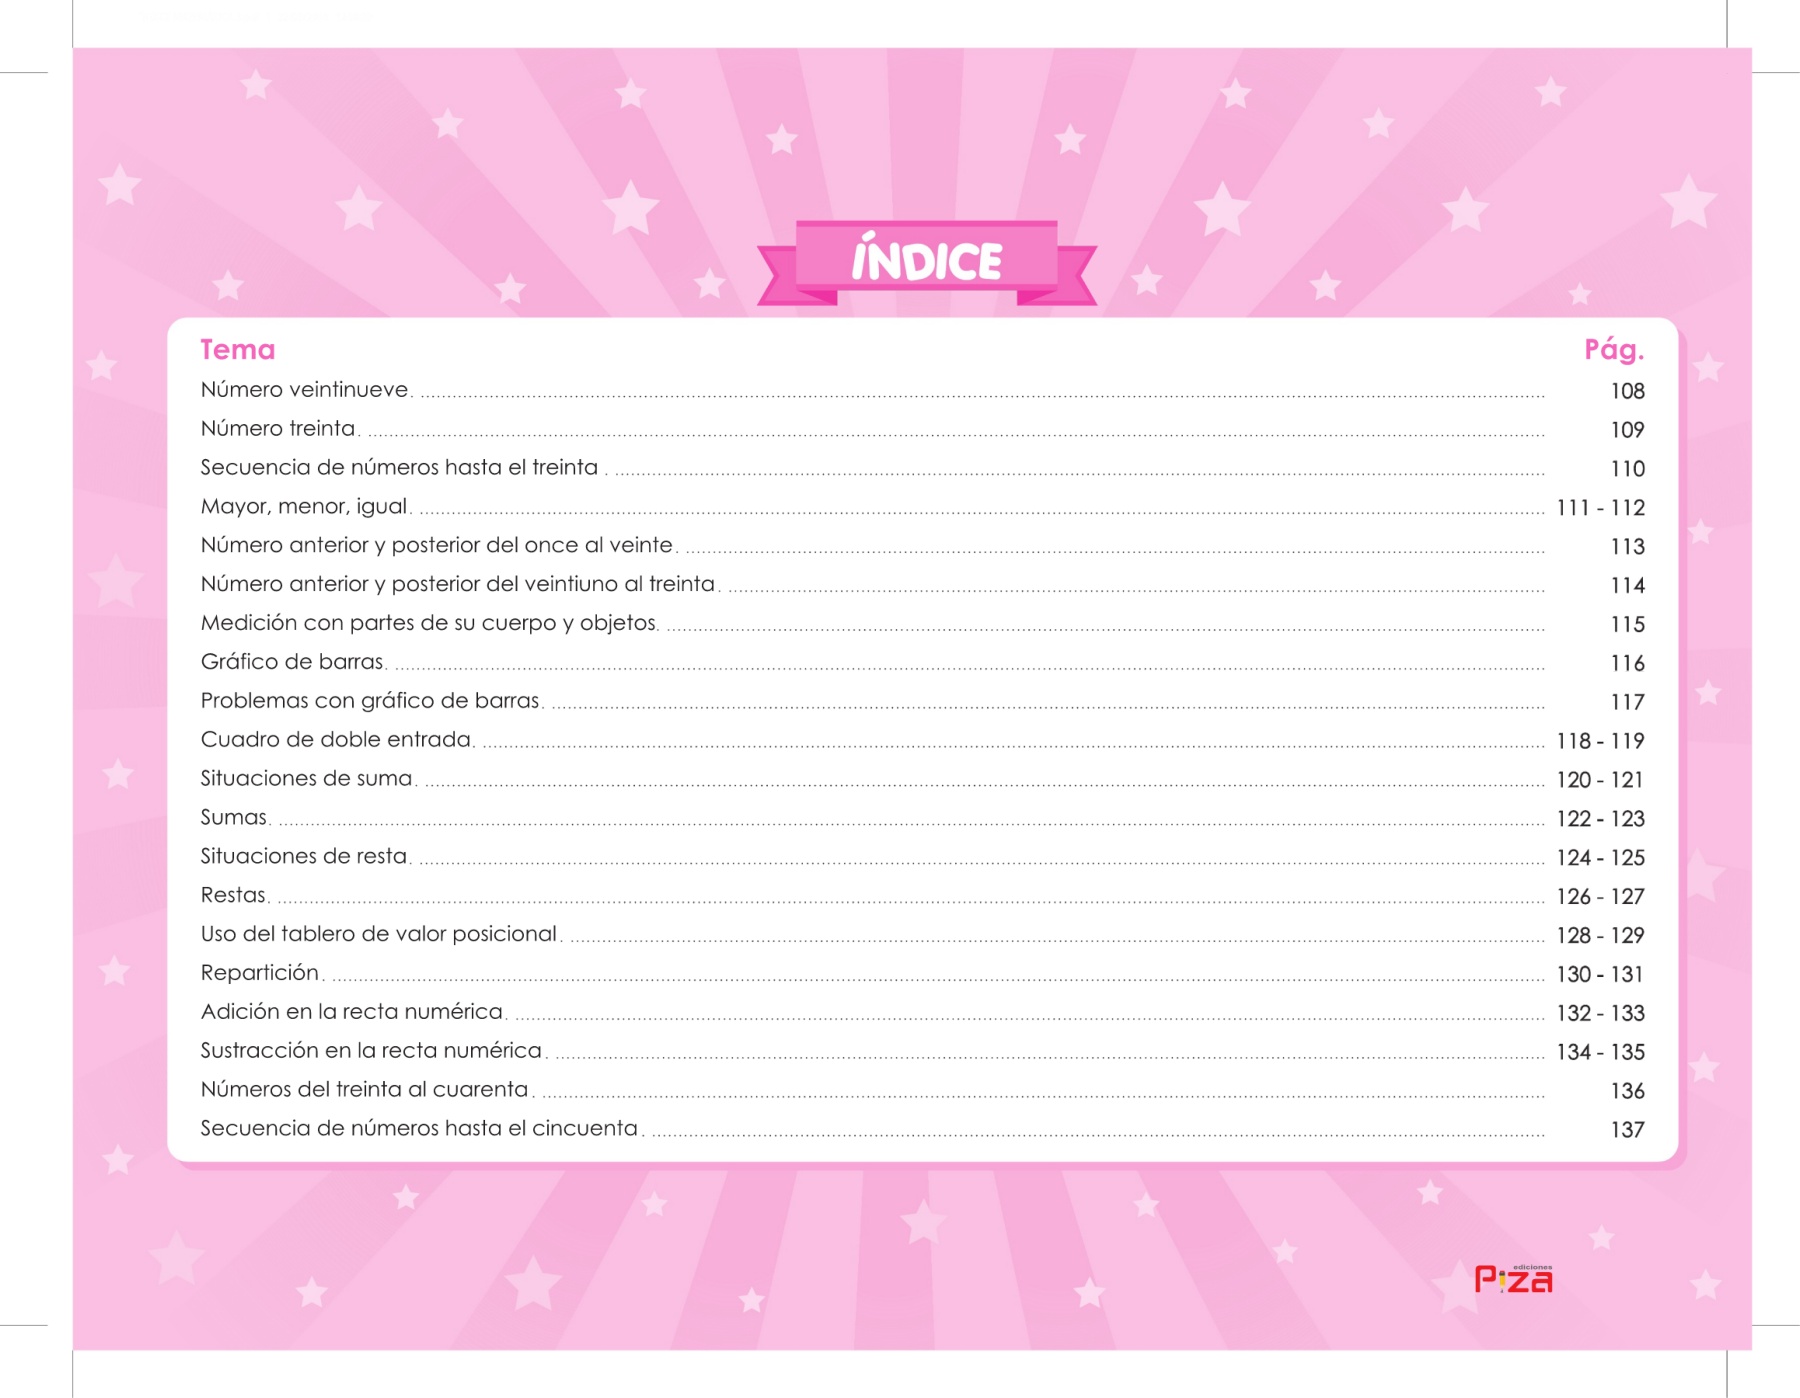 ÍNDICE
Tema Pág.
Número veintinueve. 108
Número treinta. 109
Secuencia de números hasta el treinta . 110
Mayor, menor, igual. 111 - 112
Número anterior y posterior del once al veinte. 113
Número anterior y posterior del veintiuno al treinta. 114
Medición con partes de su cuerpo y objetos. 115
Gráfico de barras. 116
Problemas con gráfico de barras. 117
Cuadro de doble entrada. 118 - 119
Situaciones de suma. 120 - 121
Sumas. 122 - 123
Situaciones de resta. 124 - 125
Restas. 126 - 127
Uso del tablero de valor posicional. 128 - 129
Repartición. 130 - 131
Adición en la recta numérica. 132 - 133
Sustracción en la recta numérica. 134 - 135
Números del treinta al cuarenta. 136
Secuencia de números hasta el cincuenta. 137
ediciones
Piza